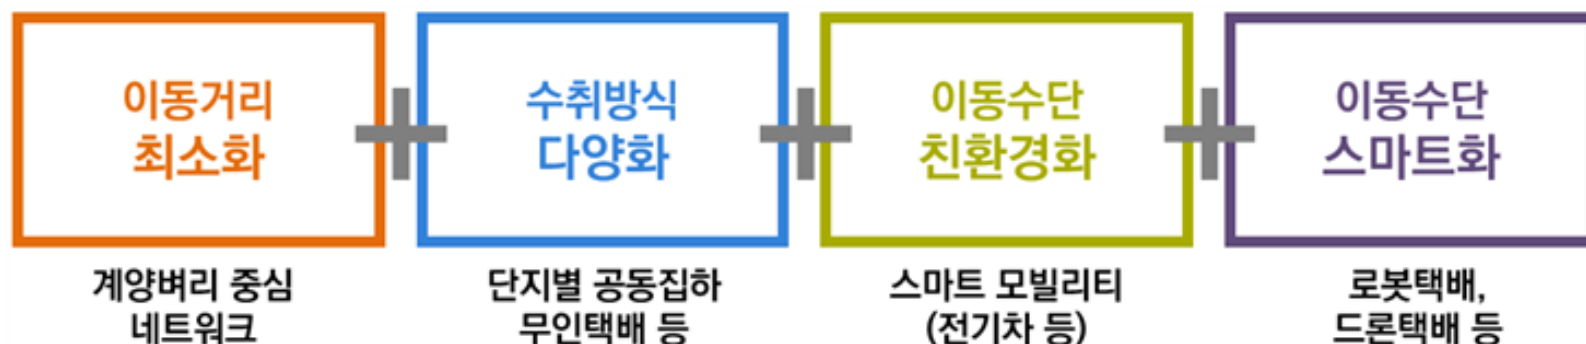 이동거리
최소화
수취방식
다양화
이동수단
친환경화
이동수단
스마트화
계양벼리 중심
네트워크
단지별 공동집하
무인택배 등
스마트 모빌리티
(전기차 등)
로봇택배,
드론택배 등